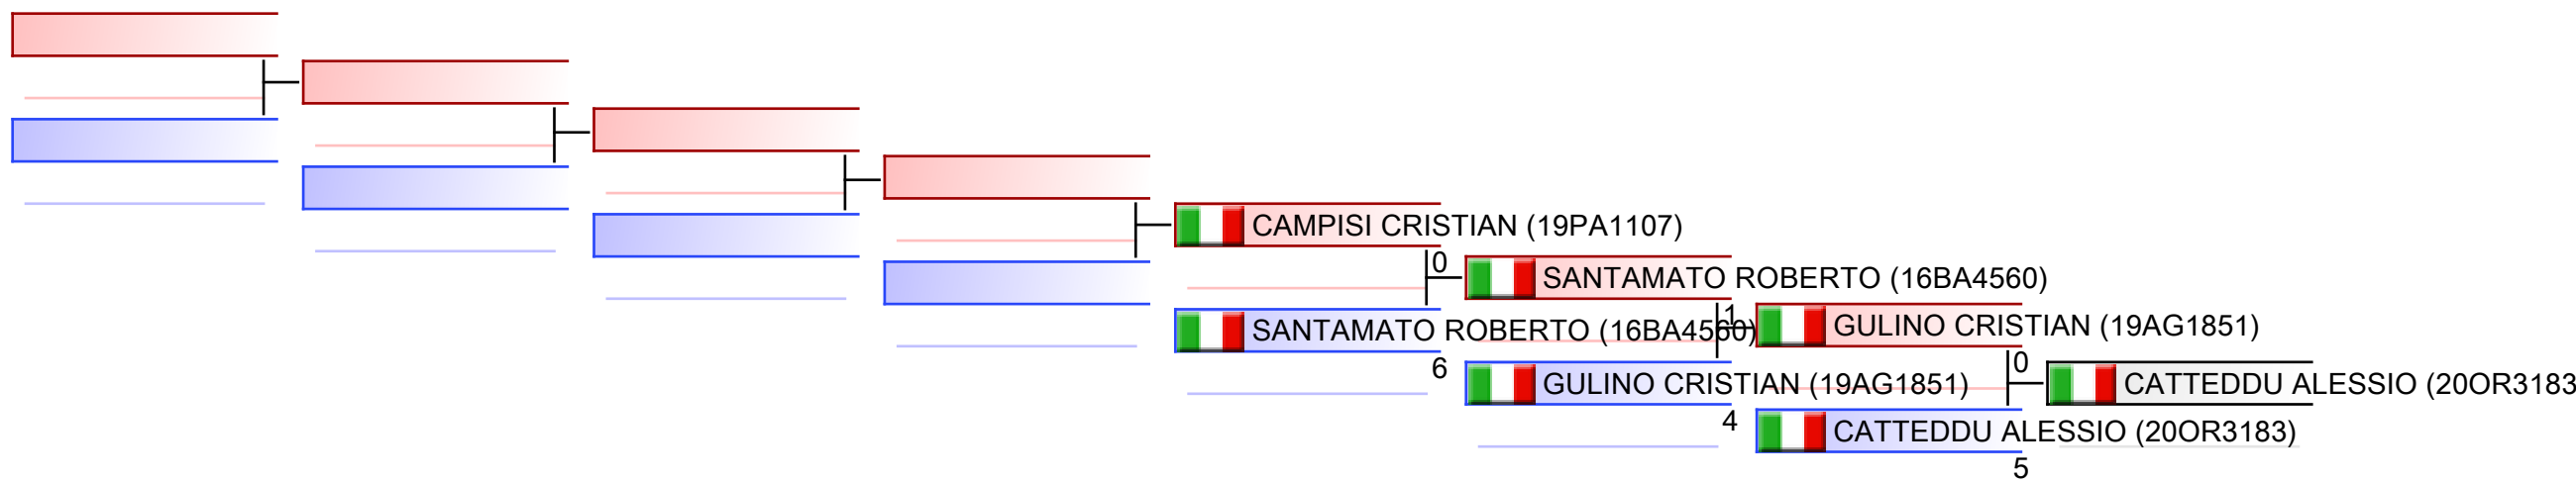 CAMPISI CRISTIAN (19PA1107)
0
SANTAMATO ROBERTO (16BA4560)
SANTAMATO ROBERTO (16BA4560)
6
1
GULINO CRISTIAN (19AG1851)
GULINO CRISTIAN (19AG1851)
4
0
CATTEDDU ALESSIO (20OR3183
CATTEDDU ALESSIO (20OR3183)
5